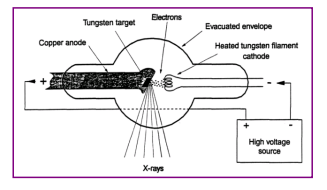 Electrons
Tungsten target
Evacuated envelope
Copper anode
Heated tungsten filament
cathode
+
-
+ -
High voltage
source
X-rays